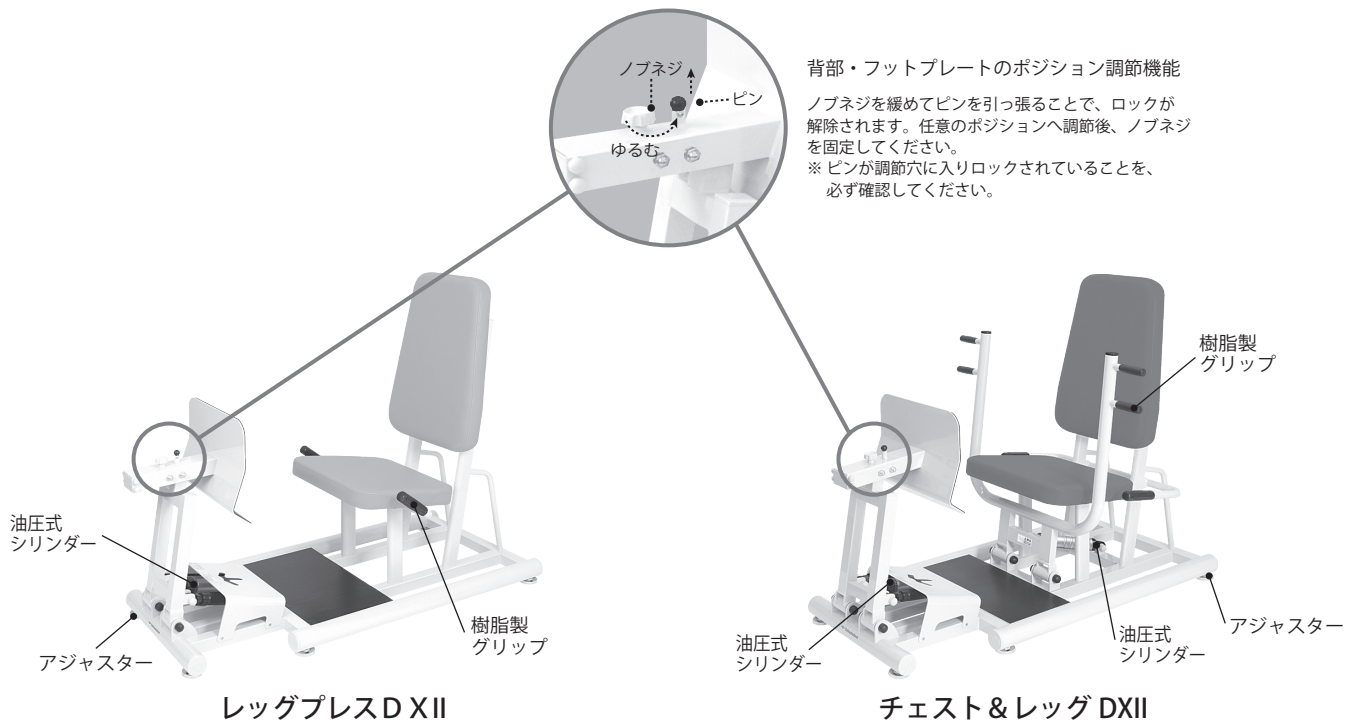 ノブネジ
ピン
ゆるむ
背部・フットプレートのポジション調節機能
ノブネジを緩めてピンを引っ張ることで、ロックが
解除されます。任意のポジションへ調節後、ノブネジ
を固定してください。
※ ピンが調節穴に入りロックされていることを、
必ず確認してください。
油圧式
シリンダー
アジャスター
樹脂製
グリップ
レッグプレスＤＸⅡ
樹脂製
グリップ
油圧式
シリンダー
油圧式
シリンダー
アジャスター
チェスト＆レッグ DXⅡ